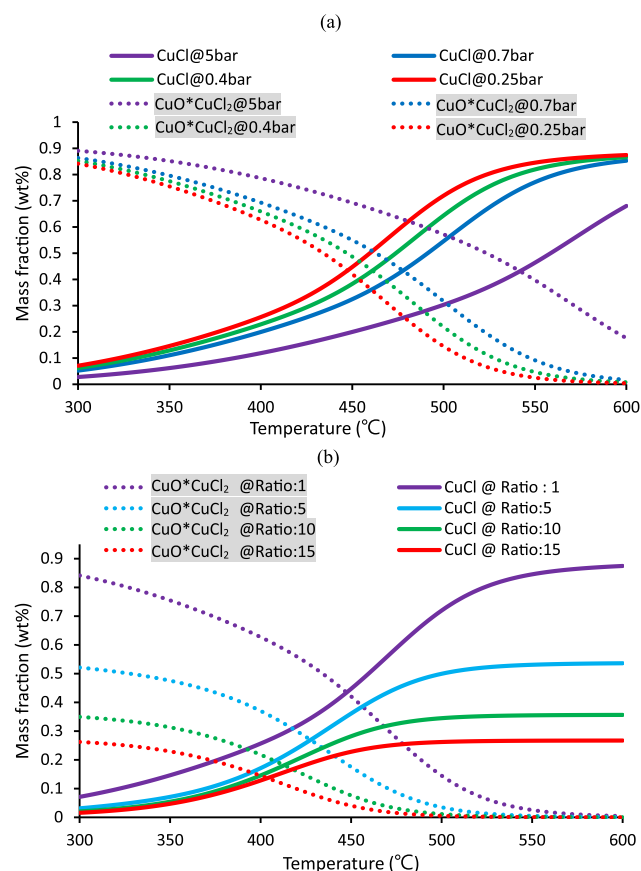 (a)
CuCl@5bar CuCl@0.7bar
CuCl@0.4bar CuCl@0.25bar
CuO*CuCl₂@5bar CuO*CuCl₂@0.7bar
CuO*CuCl₂@0.4bar CuO*CuCl₂@0.25bar
Mass fraction (wt%)
1
0.9
0.8
0.7
0.6
0.5
0.4
0.3
0.2
0.1
0
300 350 400 450 500 550 600
Temperature (℃)
(b)
CuO*CuCl₂ @Ratio:1 CuCl @ Ratio : 1
CuO*CuCl₂ @Ratio:5 CuCl @ Ratio:5
CuO*CuCl₂ @Ratio:10 CuCl @ Ratio:10
CuO*CuCl₂ @Ratio:15 CuCl @ Ratio:15
Mass fraction (wt%)
0.9
0.8
0.7
0.6
0.5
0.4
0.3
0.2
0.1
0
300 350 400 450 500 550 600
Temperature (℃)